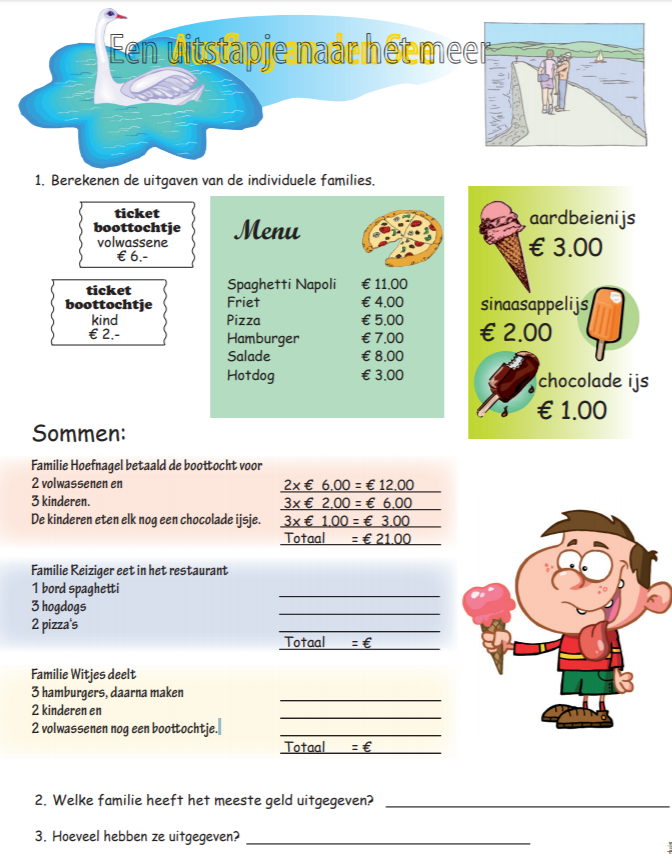 Een uitstapje naar het meer
Ausflug an den See
1. Berekenen de uitgaven van de individuele families.
ticket
boottochtje
volwassene
€ 6.-
ticket
boottochtje
kind
€ 2.-
Menu
Spaghetti Napoli € 11.00
Friet € 4.00
Pizza € 5.00
Hamburger € 7.00
Salade € 8.00
Hotdog € 3.00
aardbeienijs
€ 3.00
sinaasappelijs
€ 2.00
chocolade ijs
€ 1.00
Sommen:
Familie Hoefnagel betaald de boottocht voor
2 volwassenen en 2x € 6,00 = € 12,00
3 kinderen. 3x € 2,00 = € 6,00
De kinderen eten elk nog een chocolade ijsje. 3x € 1.00 = € 3,00
Totaal = € 21,00
Familie Reiziger eet in het restaurant
1 bord spaghetti
3 hogdogs
2 pizza's
Totaal = €
Familie Witjes deelt
3 hamburgers, daarna maken
2 kinderen en
2 volwassenen nog een boottochtje.
Totaal = €
2. Welke familie heeft het meeste geld uitgegeven?
3. Hoeveel hebben ze uitgegeven?